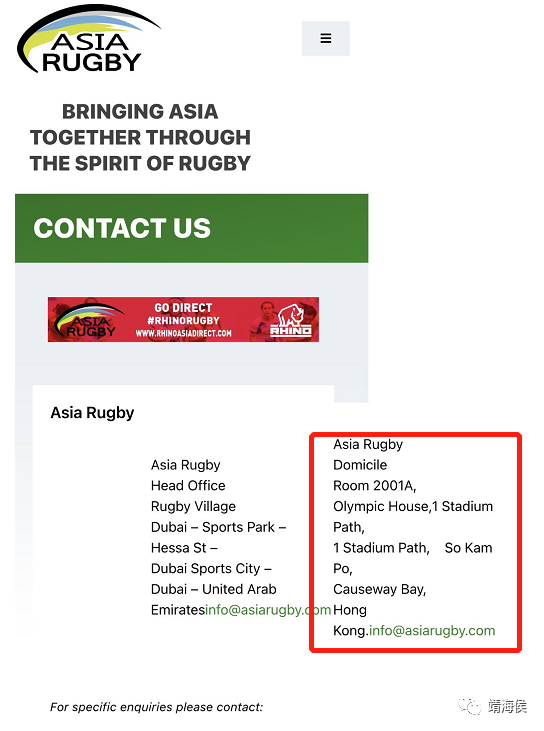 ASIA
RUGBY
BRINGING ASIA
TOGETHER THROUGH
THE SPIRIT OF RUGBY
CONTACT US
ASIA
RUGBY
GO DIRECT
#RHINORUGBY
WWW.RHINOASIADIRECT.COM
RHINO
Asia Rugby
Asia Rugby
Head Office
Rugby Village
Dubai – Sports Park –
Hessa St –
Dubai Sports City –
Dubai – United Arab
Emiratesinfo@asiarugby.com
Asia Rugby
Domicile
Room 2001A,
Olympic House,1 Stadium
Path,
1 Stadium Path, So Kam
Po,
Causeway Bay,
Hong
Kong.info@asiarugby.com
For specific enquiries please contact:
靖海侯